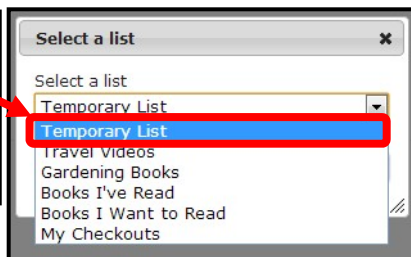 Select a list
Select a list
Temporary List
Temporary List
Travel Videos
Gardening Books
Books I've Read
Books I Want to Read
My Checkouts